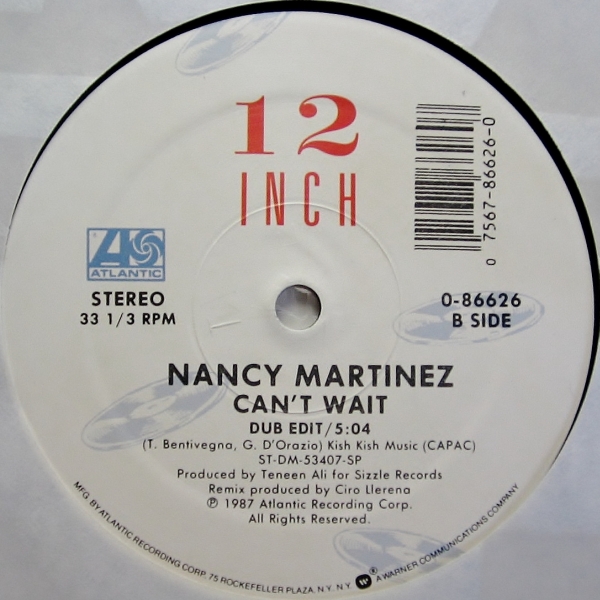 12
INCH
0 7567-86626-0
ATLANTIC
STEREO
33 1/3 RPM
0-86626
B SIDE
NANCY MARTINEZ
CAN'T WAIT
DUB EDIT/5:04
(T. Bentivegna, G. D'Orazio) Kish Kish Music (CAPAC)
ST-DM-53407-SP
Produced by Teneen Ali for Sizzle Records
Remix produced by Ciro Llerena
℗ 1987 Atlantic Recording Corp.
All Rights Reserved.
MFG. BY ATLANTIC RECORDING CORP. 75 ROCKEFELLER PLAZA, N.Y. N.Y. ® A WARNER COMMUNICATIONS COMPANY